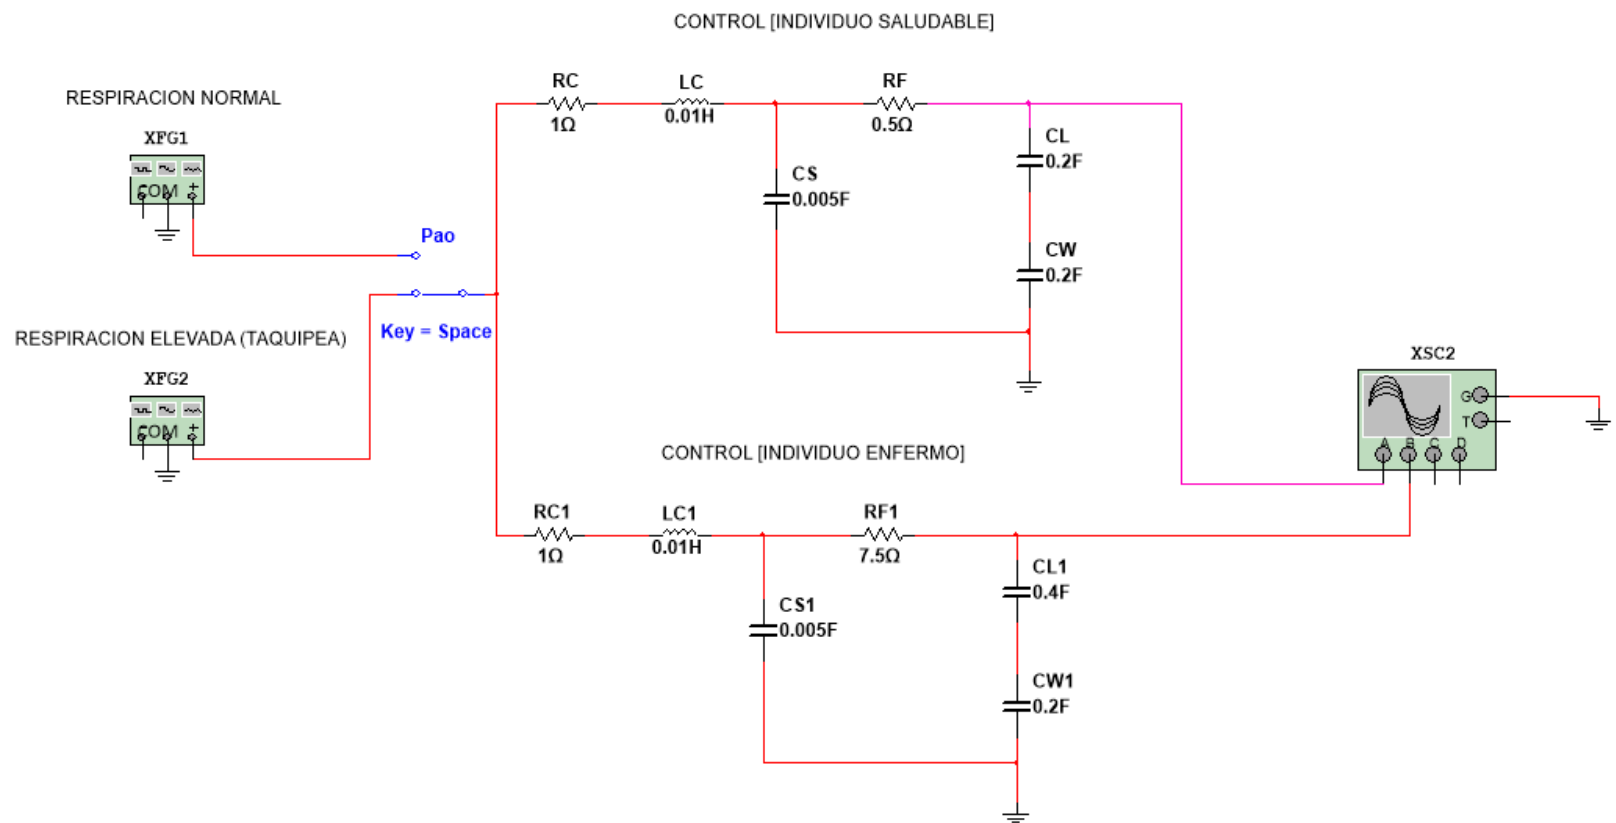 CONTROL [INDIVIDUO SALUDABLE]
RESPIRACION NORMAL
XFG1
COM
+
Pao
Key = Space
RESPIRACION ELEVADA (TAQUIPEA)
XFG2
COM
+
RC
1Ω
LC
0.01H
RF
0.5Ω
CS
0.005F
CL
0.2F
CW
0.2F
XSC2
G
T
A B C D
CONTROL [INDIVIDUO ENFERMO]
RC1
1Ω
LC1
0.01H
RF1
7.5Ω
CS1
0.005F
CL1
0.4F
CW1
0.2F